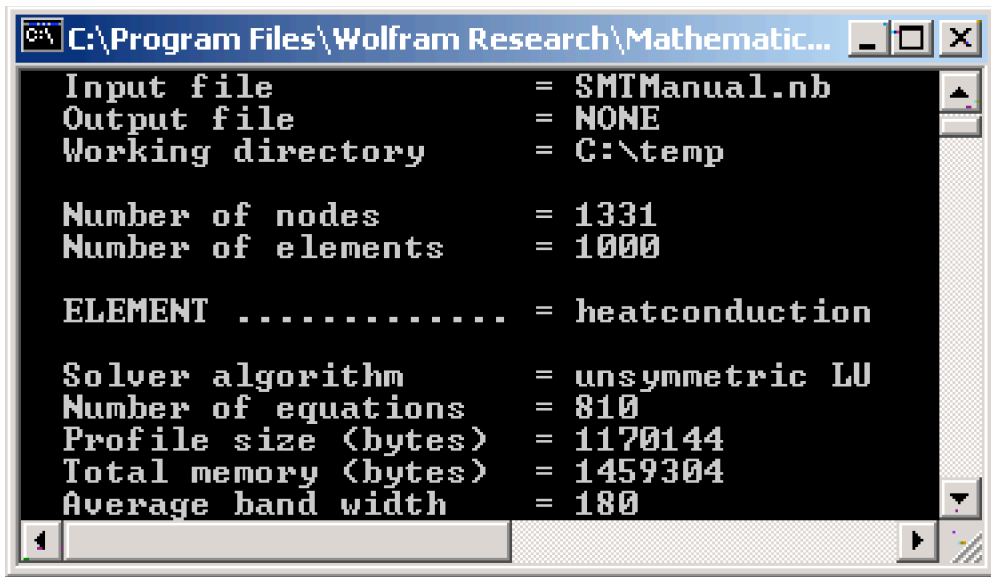 C:\Program Files\Wolfram Research\Mathematic...
Input file = SMTManual.nb
Output file = NONE
Working directory = C:\temp
Number of nodes = 1331
Number of elements = 1000
ELEMENT ............. = heatconduction
Solver algorithm = unsymmetric LU
Number of equations = 810
Profile size (bytes) = 1170144
Total memory (bytes) = 1459304
Average band width = 180